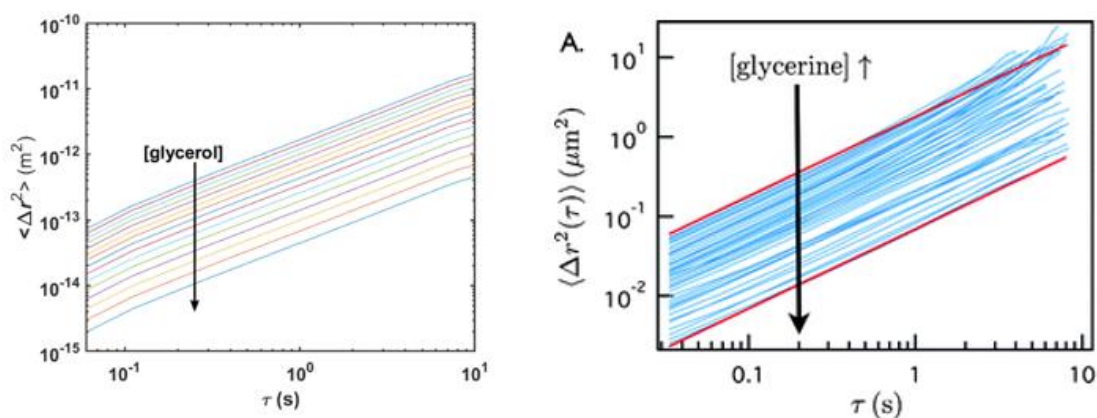 10⁻¹⁰
10⁻¹¹
10⁻¹²
10⁻¹³
10⁻¹⁴
10⁻¹⁵
<Δr²> (m²)
[glycerol]
10⁻¹
10⁰
10¹
τ (s)
A.
[glycerine] ↑
10¹
10⁰
10⁻¹
10⁻²
⟨Δr²(τ)⟩ (μm²)
0.1
1
10
τ (s)